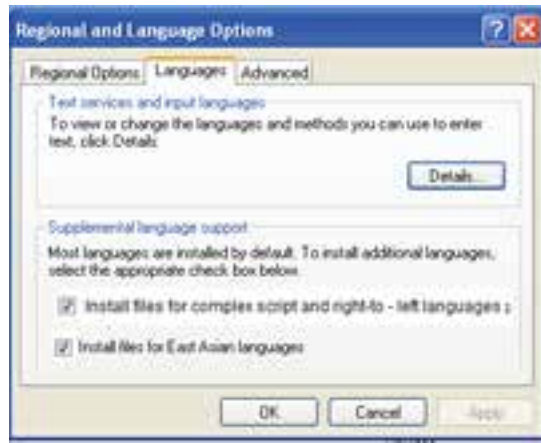 Regional and Language Options
Regional Options Languages Advanced
Text services and input languages
To view or change the languages and methods you can use to enter
text, click Details.
Details...
Supplemental language support
Most languages are installed by default. To install additional languages,
select the appropriate check box below.
Install files for complex script and right-to - left languages
Install files for East Asian languages
OK Cancel Apply